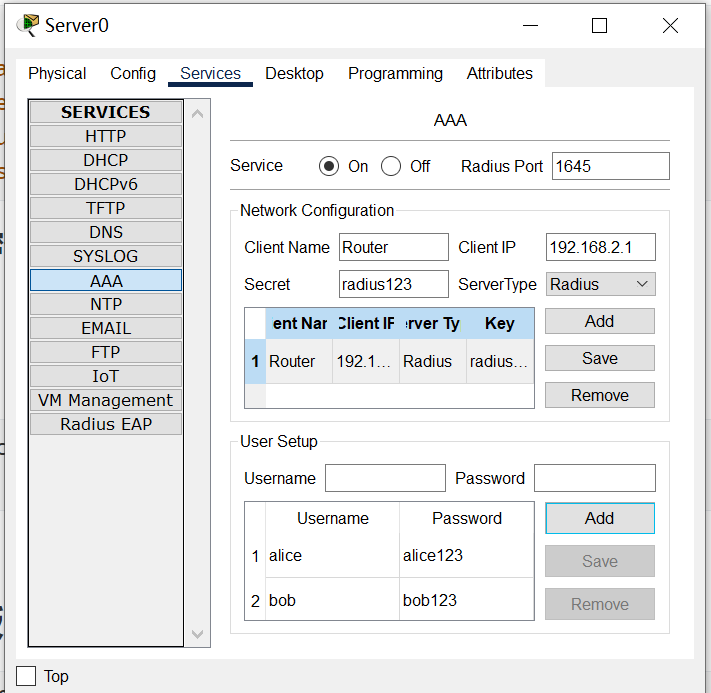 Server0
Physical Config Services Desktop Programming Attributes
SERVICES
HTTP
DHCP
DHCPv6
TFTP
DNS
SYSLOG
AAA
NTP
EMAIL
FTP
IoT
VM Management
Radius EAP
AAA
Service On Off Radius Port 1645
Network Configuration
Client Name Router Client IP 192.168.2.1
Secret radius123 ServerType Radius
ent Nar Client IF erver Ty Key
1 Router 192.1... Radius radius...
Add
Save
Remove
User Setup
Username Password
Username Password
1 alice alice123
2 bob bob123
Add
Save
Remove
Top